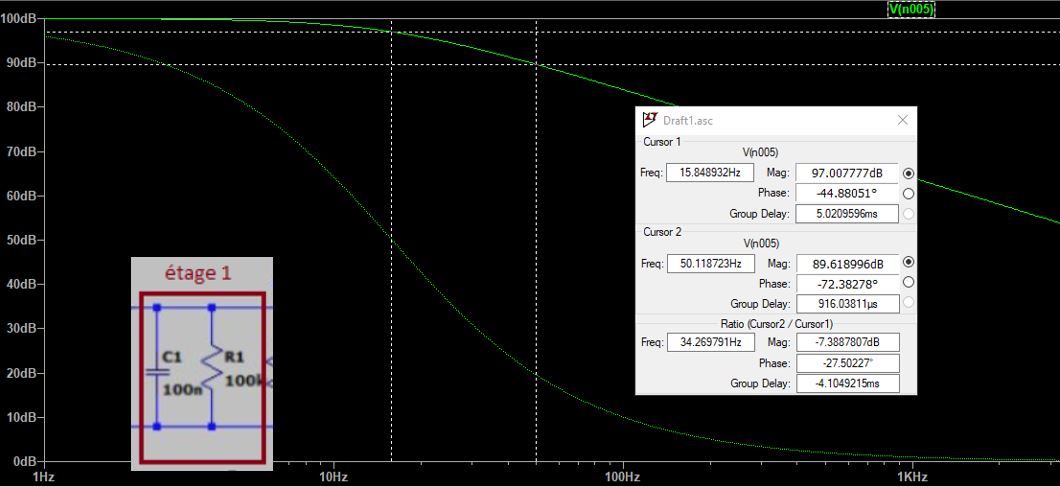 V(n005)
100dB
90dB
80dB
70dB
60dB
50dB
40dB
30dB
20dB
10dB
0dB
1Hz
10Hz
100Hz
1KHz
étage 1
C1
100n
R1
100k
Draft1.asc
Cursor 1
V(n005)
Freq: 15.848932Hz Mag: 97.007777dB
Phase: -44.88051°
Group Delay: 5.0209596ms
Cursor 2
V(n005)
Freq: 50.118723Hz Mag: 89.618996dB
Phase: -72.38278°
Group Delay: 916.03811µs
Ratio (Cursor2 / Cursor1)
Freq: 34.269791Hz Mag: -7.3887807dB
Phase: -27.50227°
Group Delay: -4.1049215ms